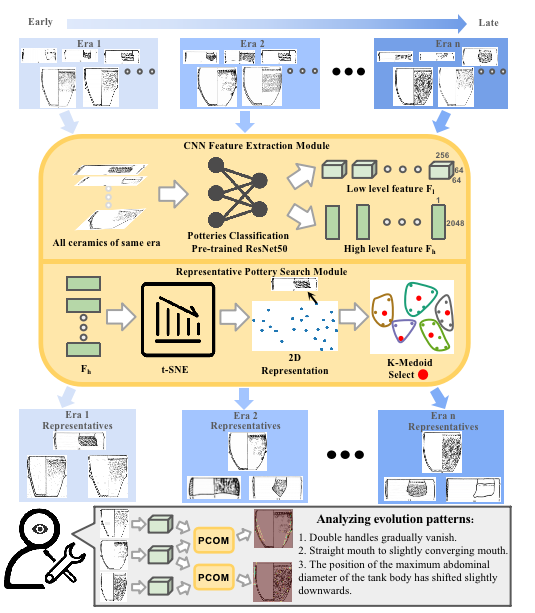 Early
Late
Era 1
Era 2
Era n
CNN Feature Extraction Module
256
64
64
Low level feature Fl
All ceramics of same era
Potteries Classification
Pre-trained ResNet50
1
2048
High level feature Fh
Representative Pottery Search Module
Fh
t-SNE
2D
Representation
K-Medoid
Select
Era 1
Representatives
Era 2
Representatives
Era n
Representatives
PCOM
PCOM
Analyzing evolution patterns:
1. Double handles gradually vanish.
2. Straight mouth to slightly converging mouth.
3. The position of the maximum abdominal
diameter of the tank body has shifted slightly
downwards.